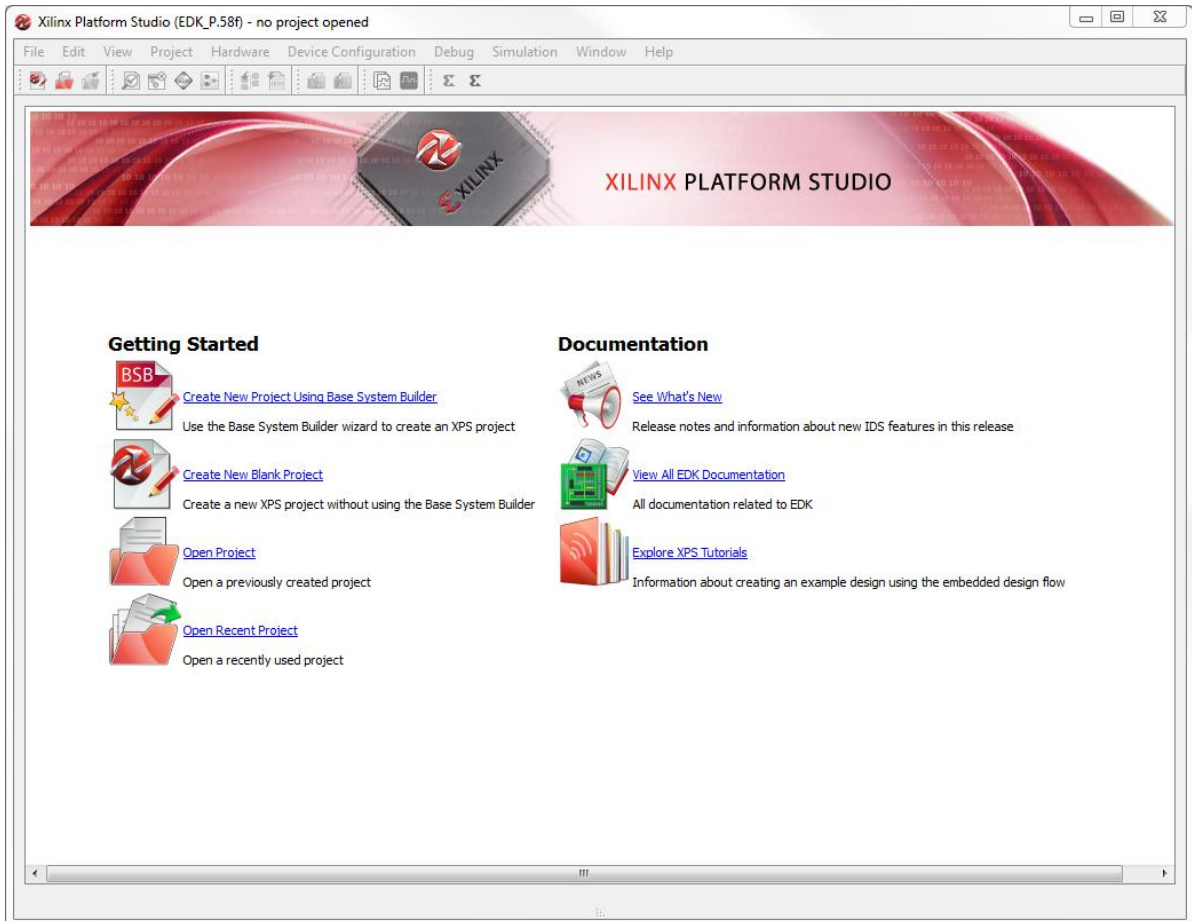 Xilinx Platform Studio (EDK_P.58f) - no project opened
File Edit View Project Hardware Device Configuration Debug Simulation Window Help
XILINX
XILINX PLATFORM STUDIO
Getting Started
BSB
Create New Project Using Base System Builder
Use the Base System Builder wizard to create an XPS project
Create New Blank Project
Create a new XPS project without using the Base System Builder
Open Project
Open a previously created project
Open Recent Project
Open a recently used project
Documentation
NEWS
See What's New
Release notes and information about new IDS features in this release
View All EDK Documentation
All documentation related to EDK
Explore XPS Tutorials
Information about creating an example design using the embedded design flow